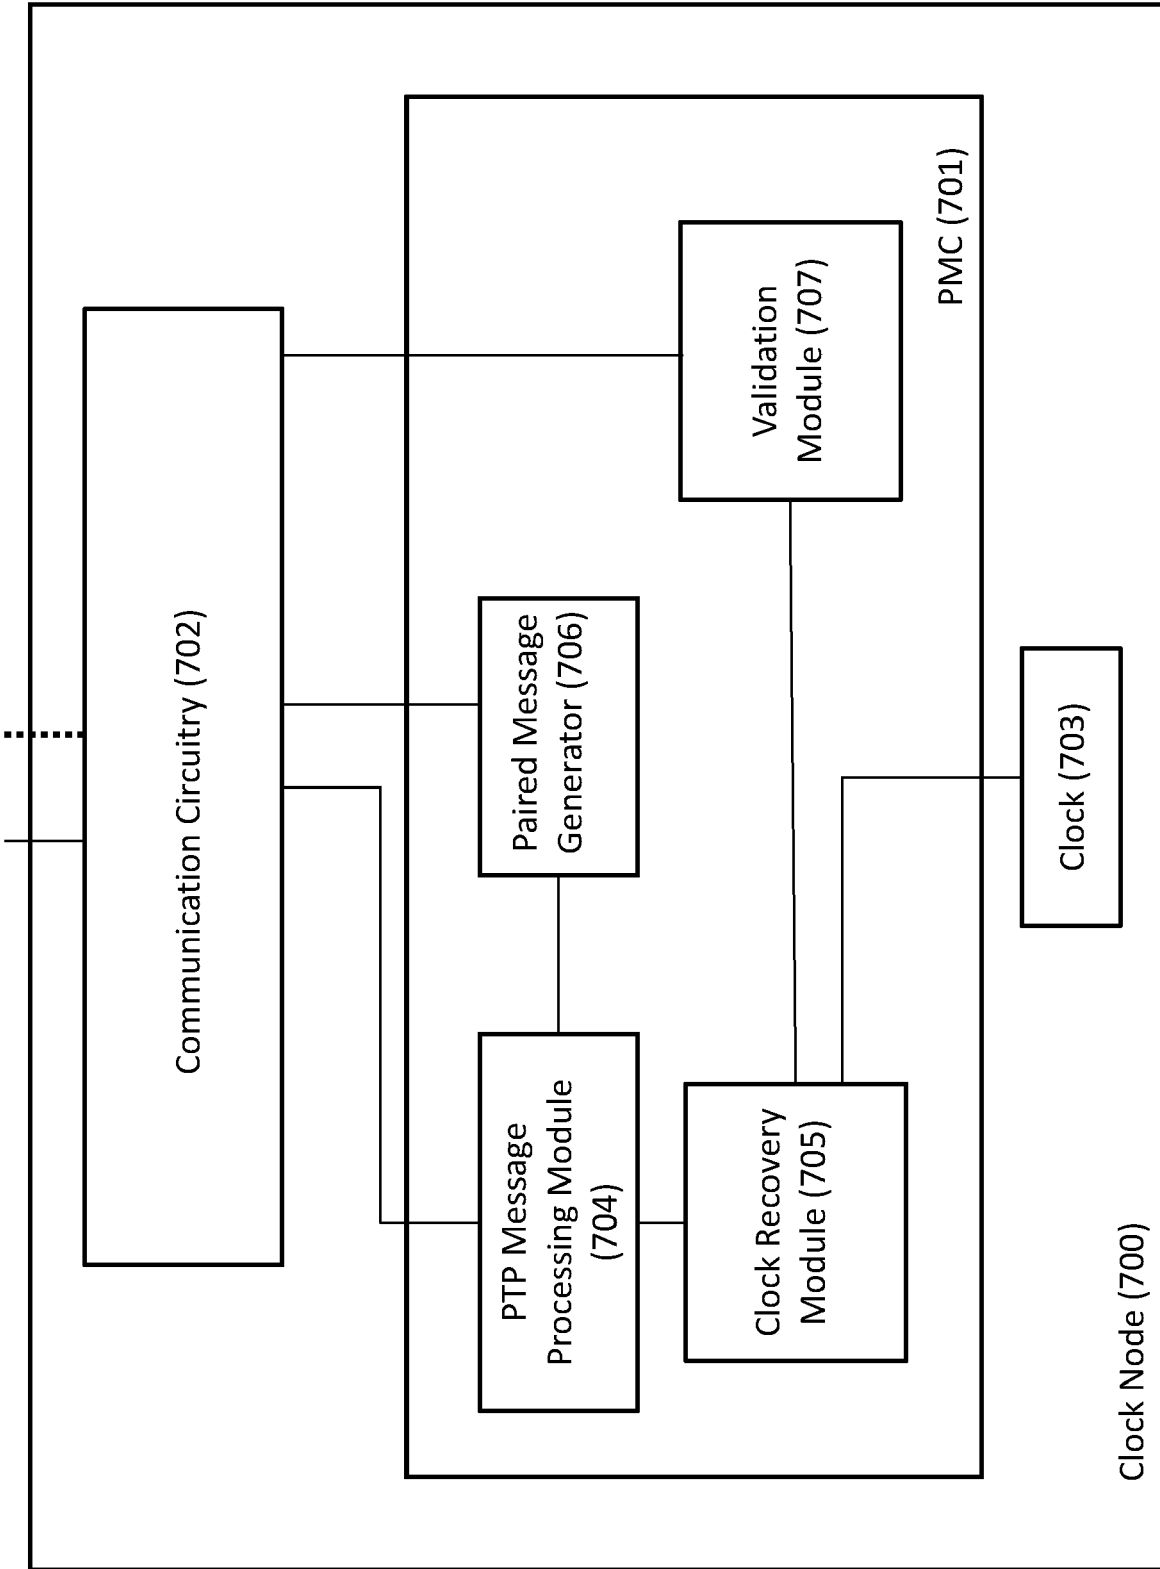 Communication Circuitry (702)
PTP Message
Processing Module
(704)
Paired Message
Generator (706)
Clock Recovery
Module (705)
Validation
Module (707)
PMC (701)
Clock (703)
Clock Node (700)